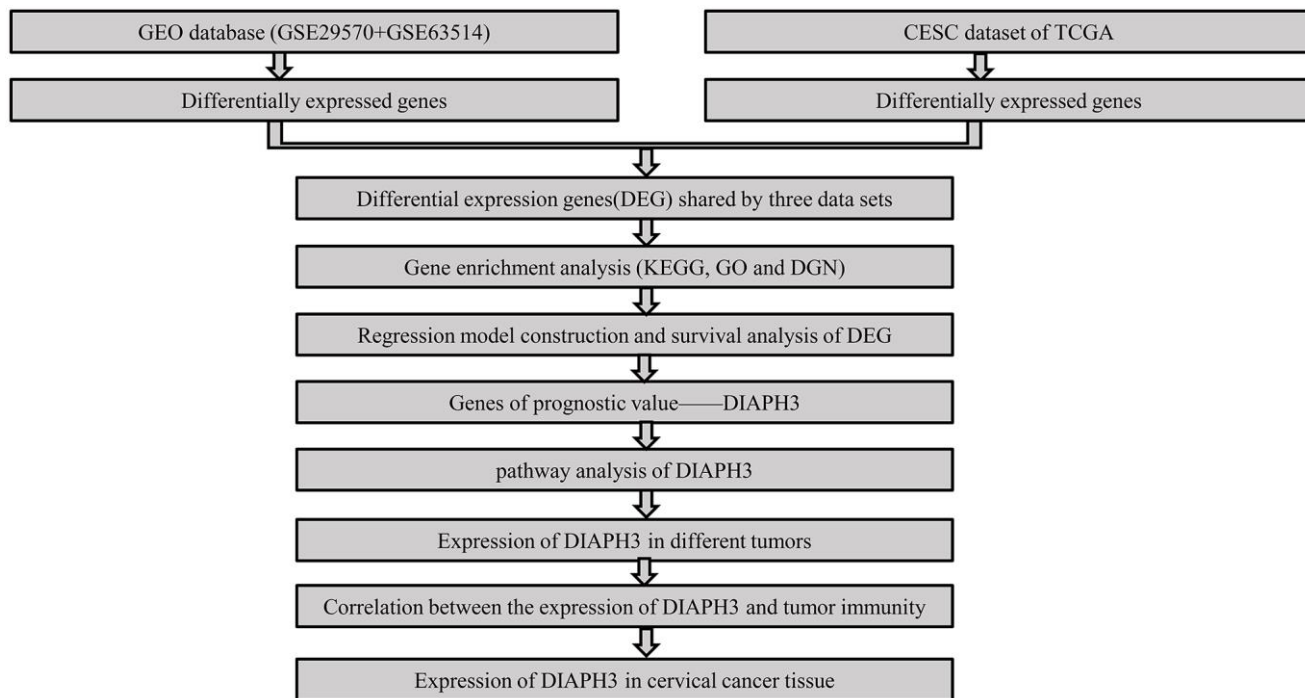 GEO database (GSE29570+GSE63514)
CESC dataset of TCGA
Differentially expressed genes
Differentially expressed genes
Differential expression genes(DEG) shared by three data sets
Gene enrichment analysis (KEGG, GO and DGN)
Regression model construction and survival analysis of DEG
Genes of prognostic value——DIAPH3
pathway analysis of DIAPH3
Expression of DIAPH3 in different tumors
Correlation between the expression of DIAPH3 and tumor immunity
Expression of DIAPH3 in cervical cancer tissue